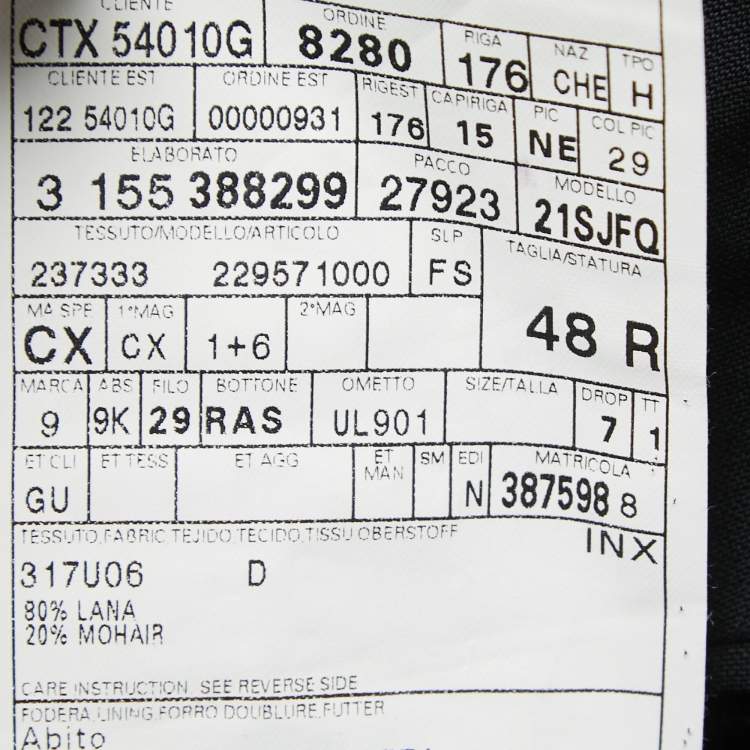 CLIENTE ORDINE RIGA NAZ TPO
CTX 54010G 8280 176 CHE H
CLIENTE EST ORDINE EST RIGEST CAPIRIGA PIC COL PIC
122 54010G 00000931 176 15 NE 29
ELABORATO PACCO MODELLO
3 155 388299 27923 21SJFQ
TESSUTO/MODELLO/ARTICOLO SLP TAGLIA/STATURA
237333 229571000 FS 48 R
MA SPE 1°MAG 2°MAG
CX CX 1+6
MARCA ABS FILO BOTTONE OMETTO SIZE/TALLA DROP TT
9 9K 29 RAS UL901 7 1
ET CLI ET TESS ET AGG ET MAN SM EDI MATRICOLA
GU N 387598 8
TESSUTO,FABRIC,TEJIDO,TECIDO,TISSU OBERSTOFF INX
317U06 D
80% LANA
20% MOHAIR
CARE INSTRUCTION SEE REVERSE SIDE
FODERA,LINING,FORRO DOUBLURE,FUTTER
Abito